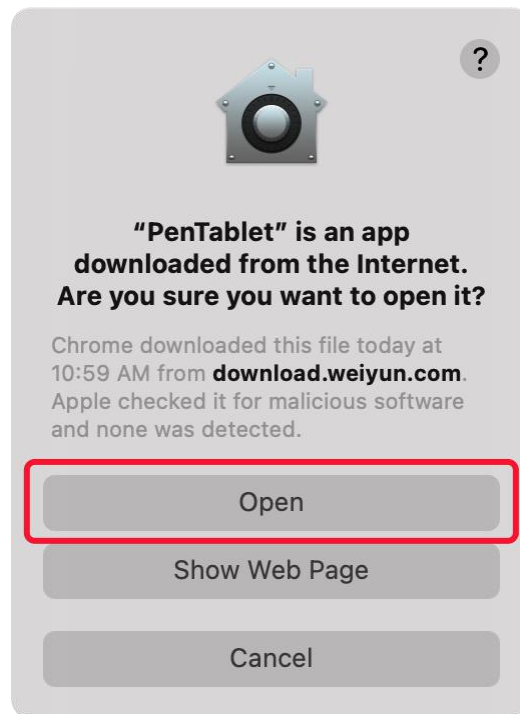 ?
“PenTablet” is an app
downloaded from the Internet.
Are you sure you want to open it?
Chrome downloaded this file today at
10:59 AM from download.weiyun.com.
Apple checked it for malicious software
and none was detected.
Open
Show Web Page
Cancel